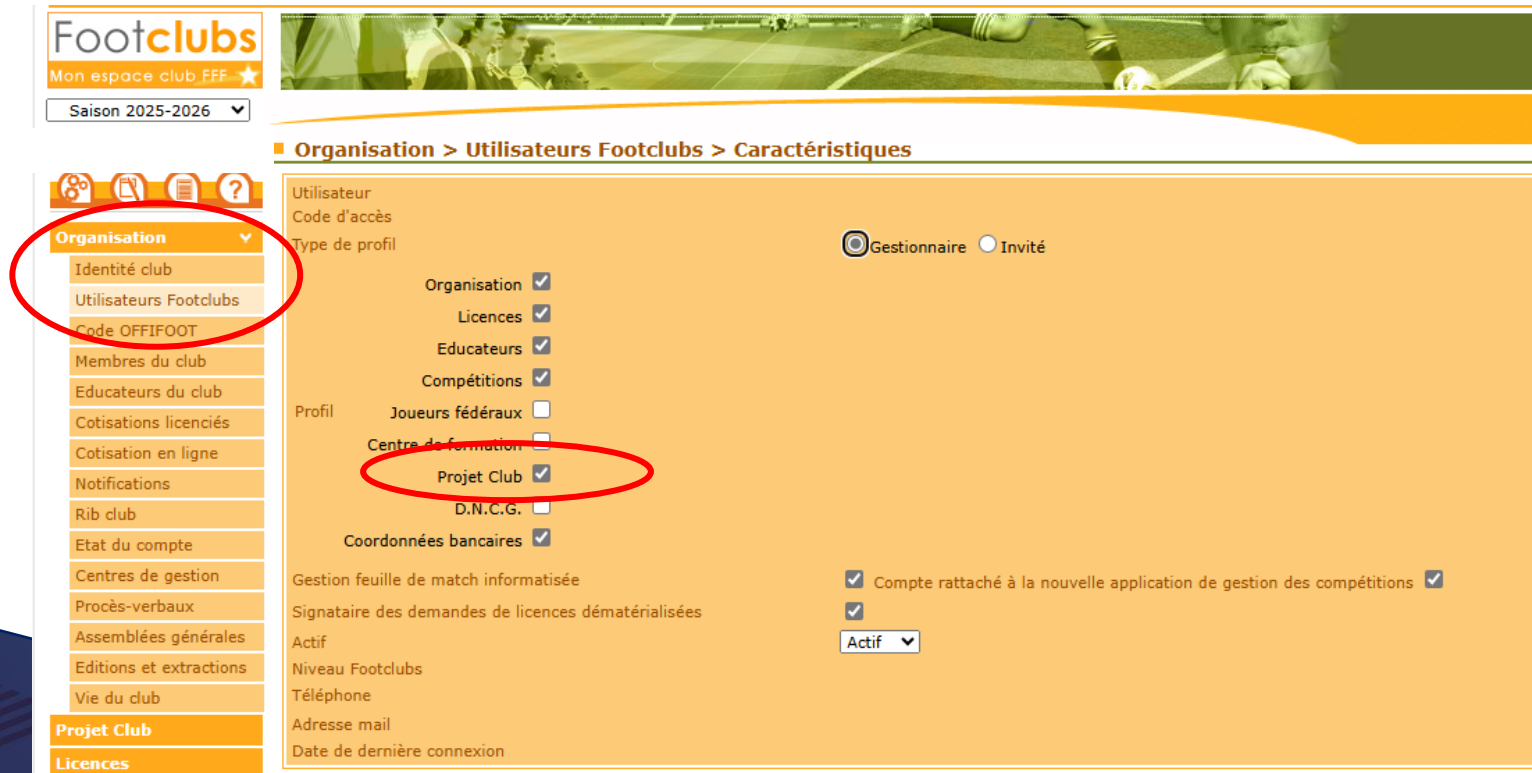 Footclubs
Mon espace club FFF
Saison 2025-2026
Organisation > Utilisateurs Footclubs > Caractéristiques
?
Organisation
Identité club
Utilisateurs Footclubs
Code OFFIFOOT
Membres du club
Educateurs du club
Cotisations licenciés
Cotisation en ligne
Notifications
Rib club
Etat du compte
Centres de gestion
Procès-verbaux
Assemblées générales
Editions et extractions
Vie du club
Projet Club
Licences
Utilisateur
Code d'accès
Type de profil Gestionnaire Invité
Organisation
Licences
Educateurs
Compétitions
Profil Joueurs fédéraux
Centre de formation
Projet Club
D.N.C.G.
Coordonnées bancaires
Gestion feuille de match informatisée Compte rattaché à la nouvelle application de gestion des compétitions
Signataire des demandes de licences dématérialisées
Actif Actif
Niveau Footclubs
Téléphone
Adresse mail
Date de dernière connexion